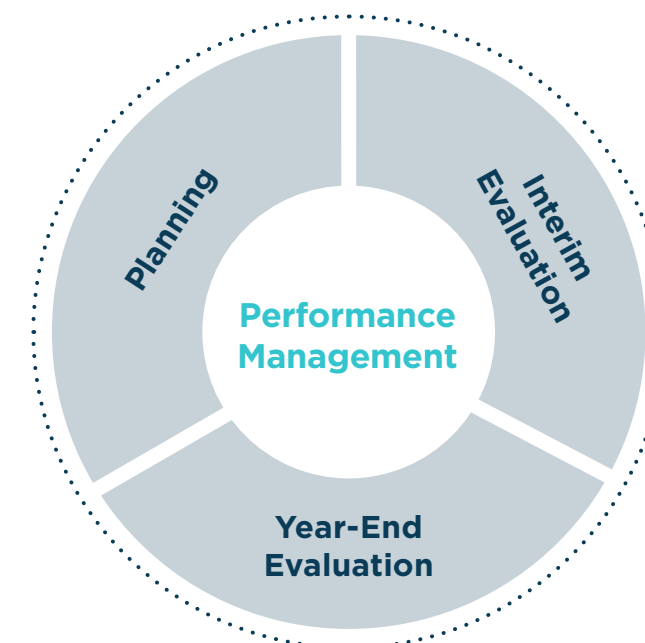 Planning
Interim
Evaluation
Performance
Management
Year-End
Evaluation